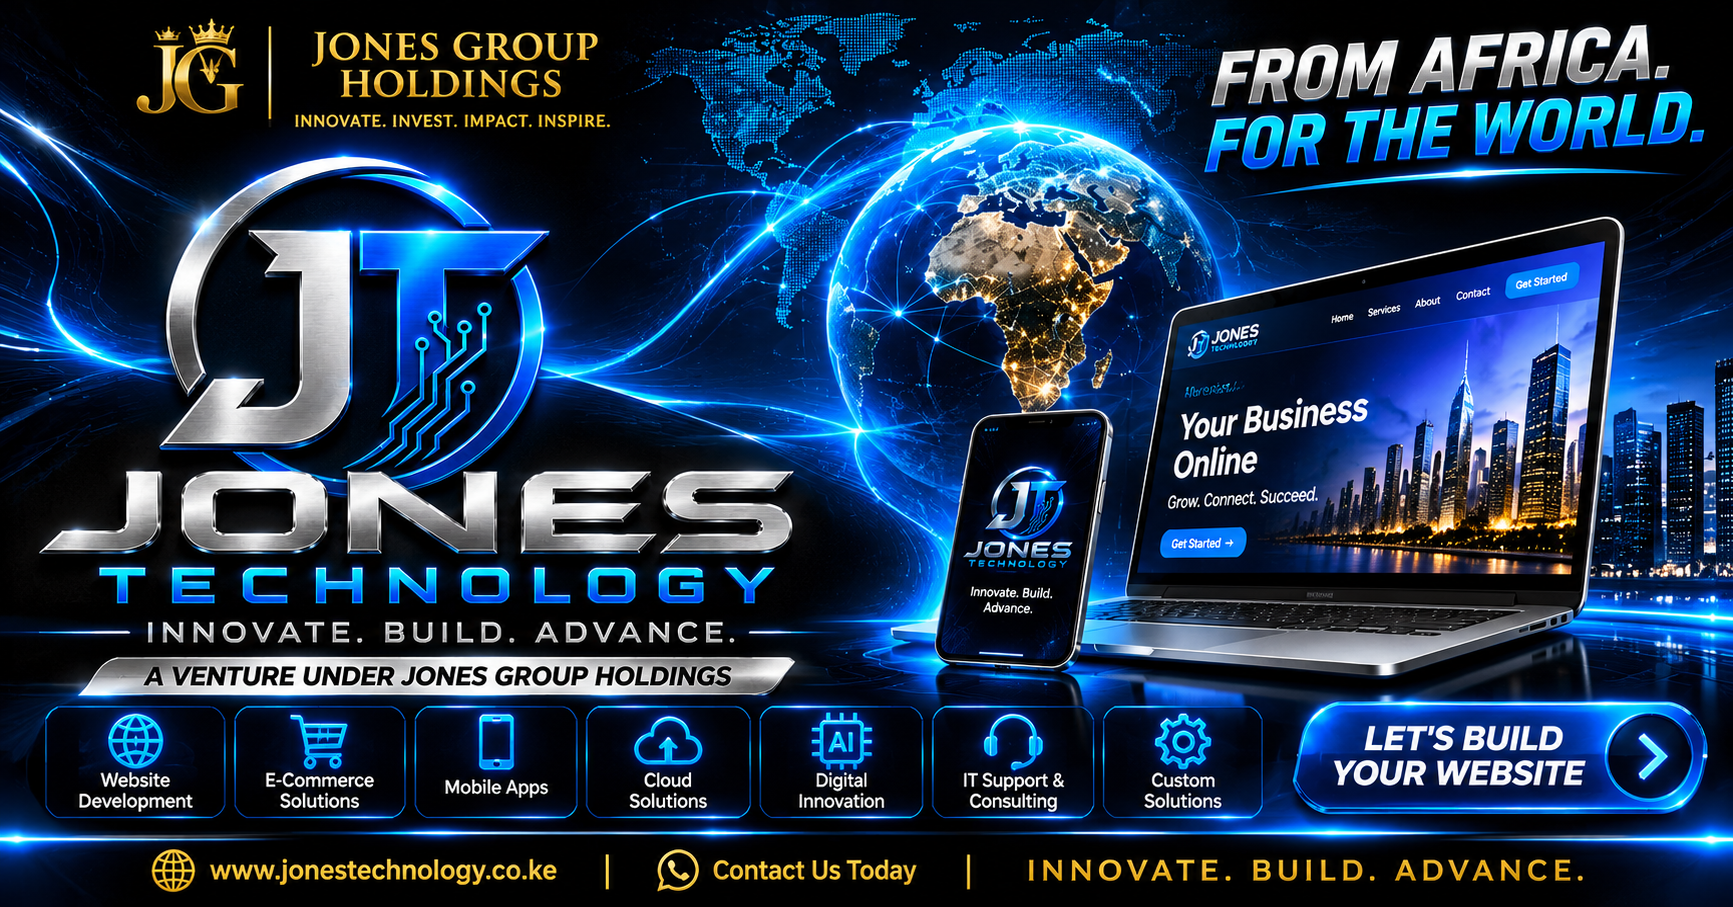 JG
JONES GROUP
HOLDINGS
INNOVATE. INVEST. IMPACT. INSPIRE.
FROM AFRICA.
FOR THE WORLD.
JT
JONES
TECHNOLOGY
INNOVATE. BUILD. ADVANCE.
A VENTURE UNDER JONES GROUP HOLDINGS
JT
JONES
TECHNOLOGY
Innovate. Build.
Advance.
JONES
TECHNOLOGY
Home Services About Contact Get Started
Your Business
Online
Grow. Connect. Succeed.
Get Started →
Website
Development
E-Commerce
Solutions
Mobile Apps
Cloud
Solutions
AI
Digital
Innovation
IT Support &
Consulting
Custom
Solutions
LET'S BUILD
YOUR WEBSITE
www.jonestechnology.co.ke | Contact Us Today | INNOVATE. BUILD. ADVANCE.